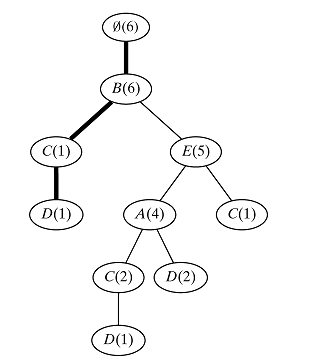 ∅(6)
B(6)
C(1) E(5)
D(1) A(4) C(1)
C(2) D(2)
D(1)